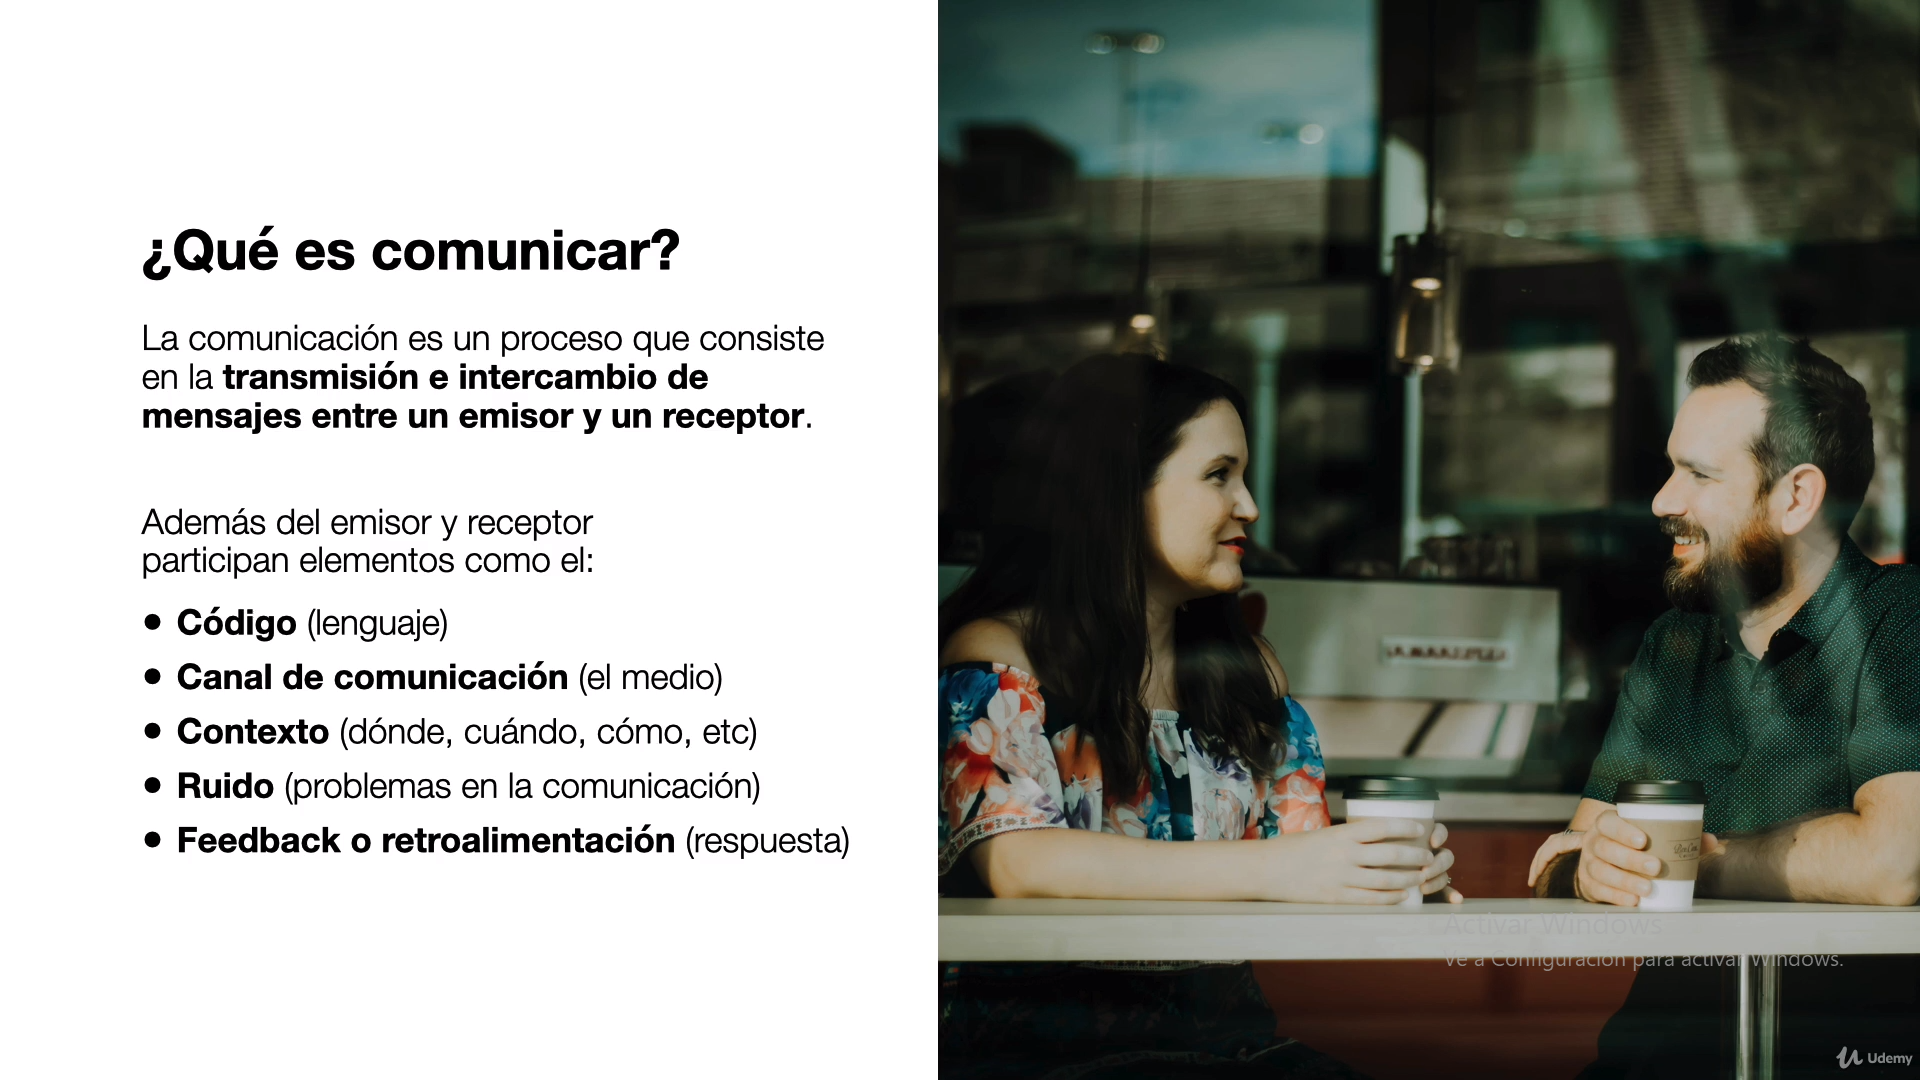 ¿Qué es comunicar?
La comunicación es un proceso que consiste
en la transmisión e intercambio de
mensajes entre un emisor y un receptor.
Además del emisor y receptor
participan elementos como el:
• Código (lenguaje)
• Canal de comunicación (el medio)
• Contexto (dónde, cuándo, cómo, etc)
• Ruido (problemas en la comunicación)
• Feedback o retroalimentación (respuesta)
Activar Windows
Ve a Configuración para activar Windows.
Udemy